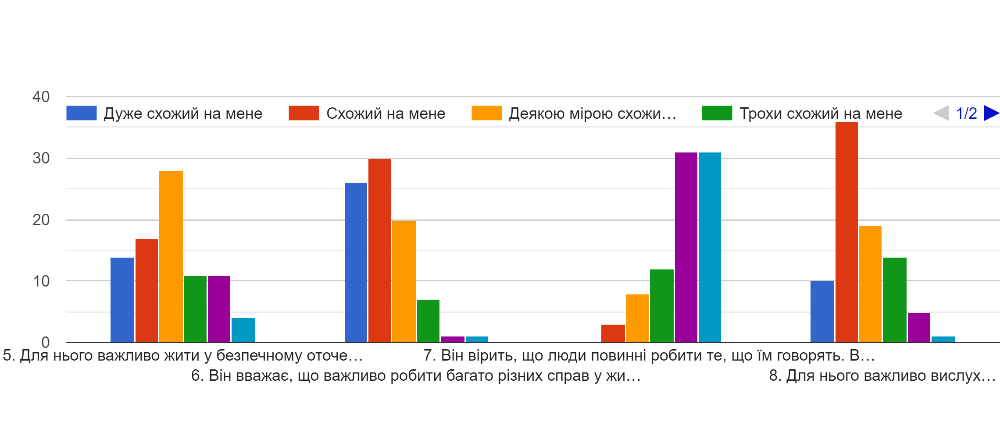 40
Дуже схожий на мене
Схожий на мене
Деякою мірою схожи…
Трохи схожий на мене
1/2
30
20
10
0
5. Для нього важливо жити у безпечному оточе…
7. Він вірить, що люди повинні робити те, що їм говорять. В…
6. Він вважає, що важливо робити багато різних справ у жи…
8. Для нього важливо вислух…